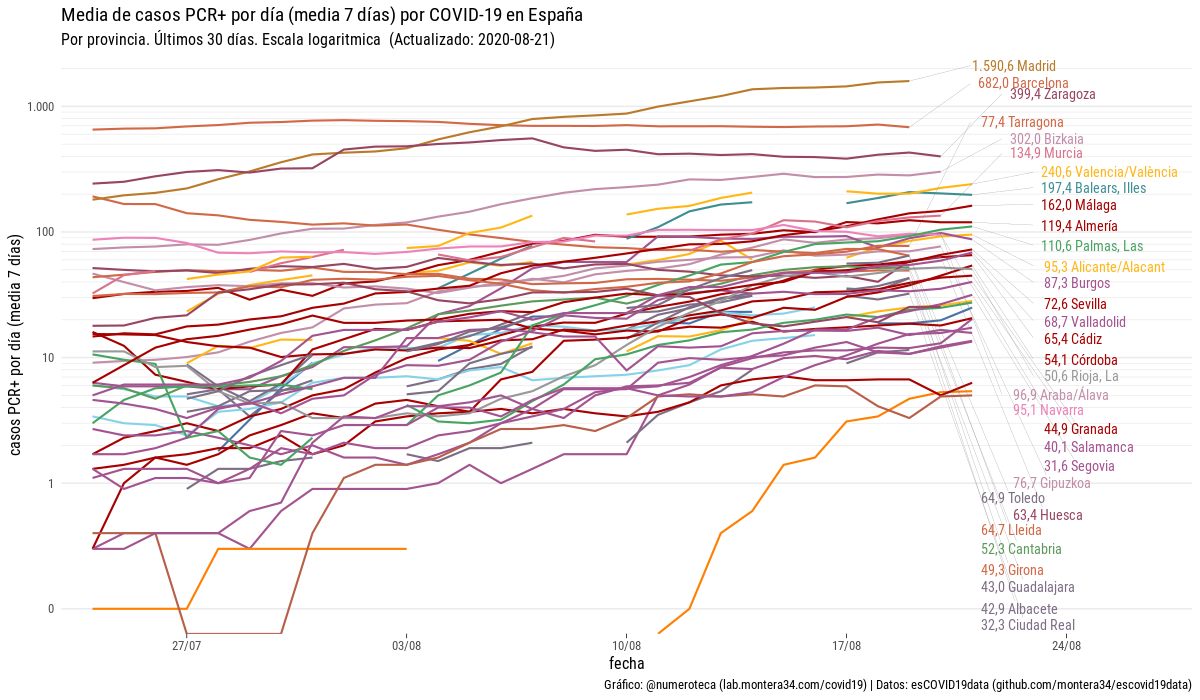 Media de casos PCR+ por día (media 7 días) por COVID-19 en España
Por provincia. Últimos 30 días. Escala logaritmica (Actualizado: 2020-08-21)
casos PCR+ por día (media 7 días)
1.000
100
10
1
0
1.590,6 Madrid
682,0 Barcelona
399,4 Zaragoza
77,4 Tarragona
302,0 Bizkaia
134,9 Murcia
240,6 Valencia/València
197,4 Balears, Illes
162,0 Málaga
119,4 Almería
110,6 Palmas, Las
95,3 Alicante/Alacant
87,3 Burgos
72,6 Sevilla
68,7 Valladolid
65,4 Cádiz
54,1 Córdoba
50,6 Rioja, La
96,9 Araba/Álava
95,1 Navarra
44,9 Granada
40,1 Salamanca
31,6 Segovia
76,7 Gipuzkoa
64,9 Toledo
63,4 Huesca
64,7 Lleida
52,3 Cantabria
49,3 Girona
43,0 Guadalajara
42,9 Albacete
32,3 Ciudad Real
27/07
03/08
10/08
17/08
24/08
fecha
Gráfico: @numeroteca (lab.montera34.com/covid19) | Datos: esCOVID19data (github.com/montera34/escovid19data)